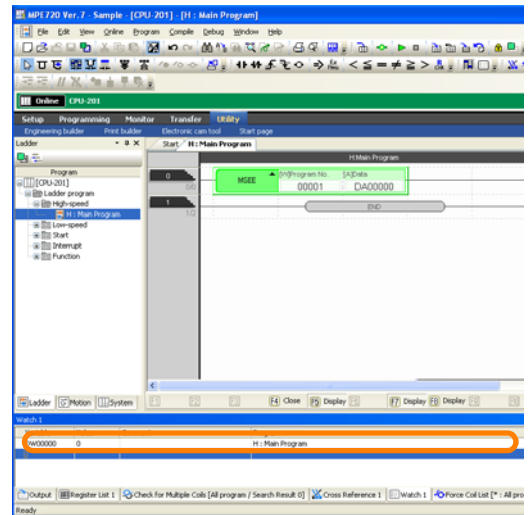 MPE720 Ver.7 - Sample - [CPU-201] - [H : Main Program]
File Edit View Online Program Compile Debug Window Help
Online CPU-201
Setup Programming Monitor Transfer Utility
Engineering builder Print builder Electronic cam tool Start page
Ladder
Start H : Main Program
H:Main Program
Program
[CPU-201]
Ladder program
High-speed
H : Main Program
Low-speed
Start
Interrupt
Function
0
0/0
MSEE
[W]Program No. [A]Data
00001 DA00000
1
1/2
END
Ladder Motion System
F4 Close F5 Display F7 Display F8 Display
Watch 1
0 H : Main Program
Output Register List 1 Check for Multiple Coils [All program / Search Result 0] Cross Reference 1 Watch 1 Force Coil List [* : All pro
Ready